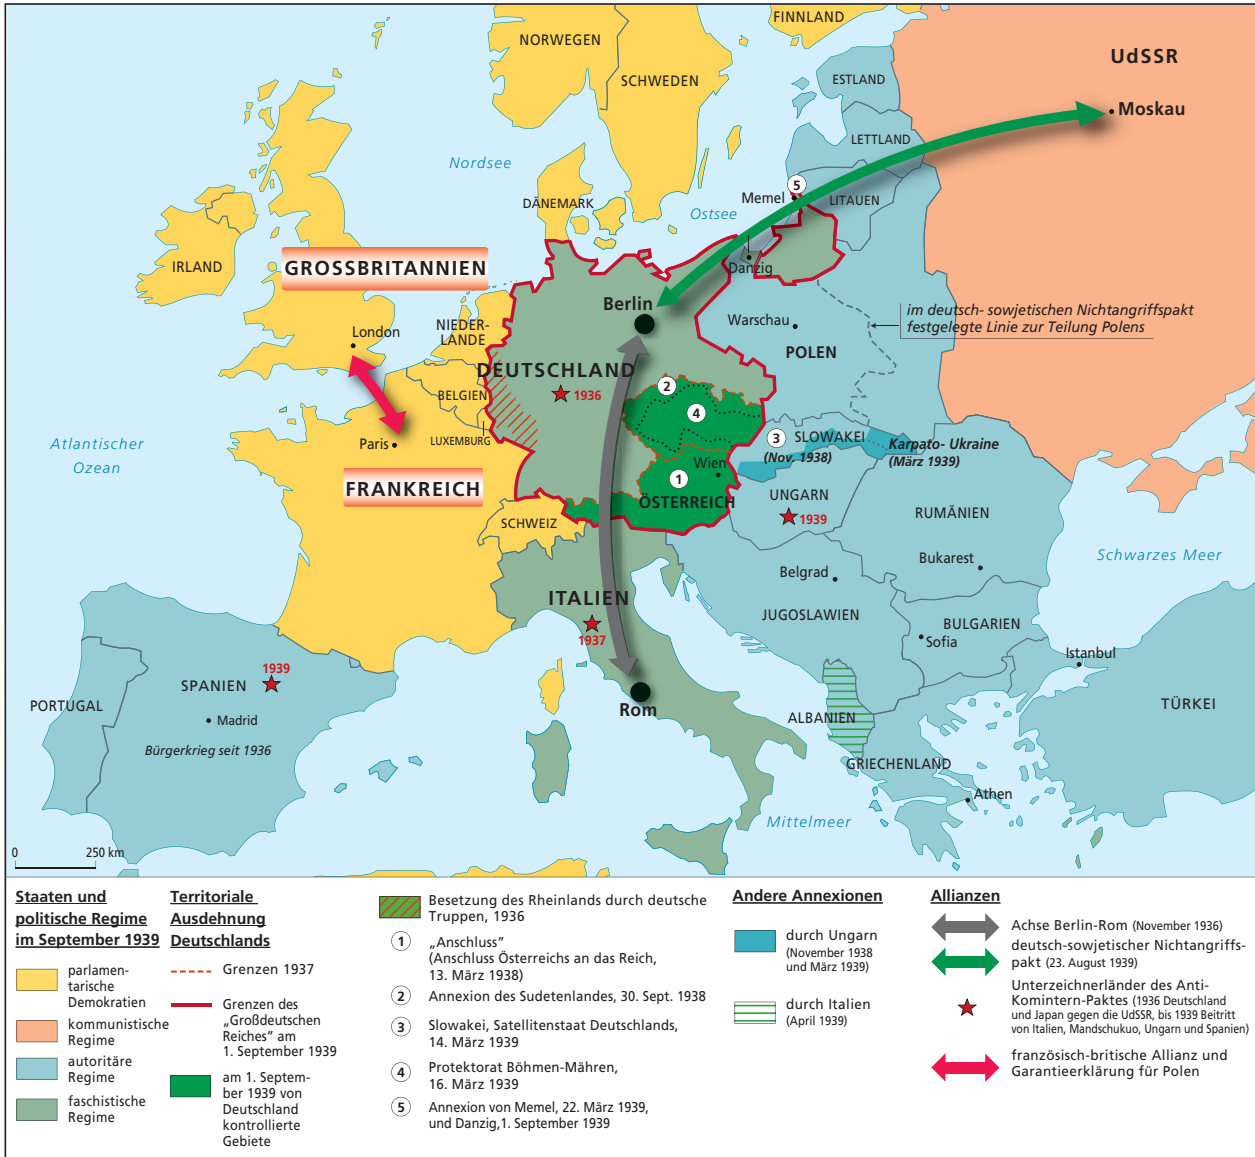 FINNLAND
NORWEGEN
SCHWEDEN
UdSSR
ESTLAND
Moskau
LETTLAND
Nordsee
5
Memel
LITAUEN
DÄNEMARK
Ostsee
IRLAND
GROSSBRITANNIEN
Danzig
Berlin
im deutsch- sowjetischen Nichtangriffspakt
festgelegte Linie zur Teilung Polens
London
NIEDER-
LANDE
Warschau
POLEN
DEUTSCHLAND
1936
2
BELGIEN
4
Atlantischer
Ozean
Paris
LUXEMBURG
3
SLOWAKEI
(Nov. 1938)
Karpato- Ukraine
(März 1939)
Wien
1
FRANKREICH
ÖSTERREICH
UNGARN
1939
SCHWEIZ
RUMÄNIEN
Schwarzes Meer
Belgrad
Bukarest
ITALIEN
1937
JUGOSLAWIEN
BULGARIEN
Sofia
Istanbul
1939
SPANIEN
PORTUGAL
Madrid
Bürgerkrieg seit 1936
Rom
ALBANIEN
TÜRKEI
GRIECHENLAND
Athen
Mittelmeer
0 250 km
Staaten und
politische Regime
im September 1939
parlamen-
tarische
Demokratien
kommunistische
Regime
autoritäre
Regime
faschistische
Regime
Territoriale
Ausdehnung
Deutschlands
Grenzen 1937
Grenzen des
„Großdeutschen
Reiches" am
1. September 1939
am 1. Septem-
ber 1939 von
Deutschland
kontrollierte
Gebiete
Besetzung des Rheinlands durch deutsche
Truppen, 1936
1 „Anschluss"
(Anschluss Österreichs an das Reich,
13. März 1938)
2 Annexion des Sudetenlandes, 30. Sept. 1938
3 Slowakei, Satellitenstaat Deutschlands,
14. März 1939
4 Protektorat Böhmen-Mähren,
16. März 1939
5 Annexion von Memel, 22. März 1939,
und Danzig,1. September 1939
Andere Annexionen
durch Ungarn
(November 1938
und März 1939)
durch Italien
(April 1939)
Allianzen
Achse Berlin-Rom (November 1936)
deutsch-sowjetischer Nichtangriffs-
pakt (23. August 1939)
Unterzeichnerländer des Anti-
Komintern-Paktes (1936 Deutschland
und Japan gegen die UdSSR, bis 1939 Beitritt
von Italien, Mandschukuo, Ungarn und Spanien)
französisch-britische Allianz und
Garantieerklärung für Polen